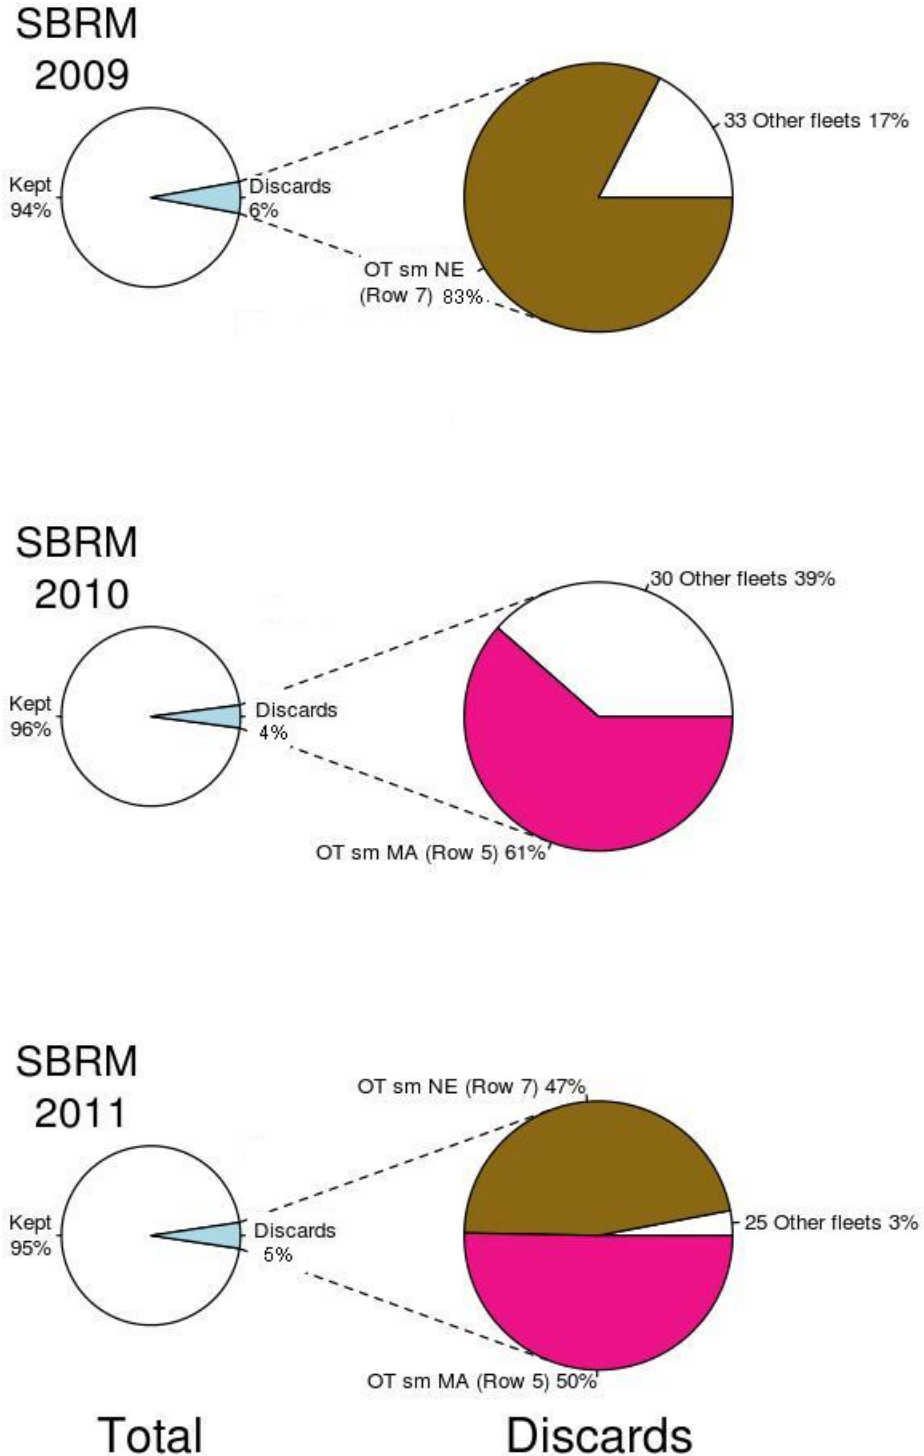 SBRM
2009
33 Other fleets 17%
Kept
94%
Discards
6%
OT sm NE
(Row 7) 83%
SBRM
2010
30 Other fleets 39%
Kept
96%
Discards
4%
OT sm MA (Row 5) 61%
SBRM
2011
OT sm NE (Row 7) 47%
Kept
95%
Discards
5%
25 Other fleets 3%
OT sm MA (Row 5) 50%
Total
Discards